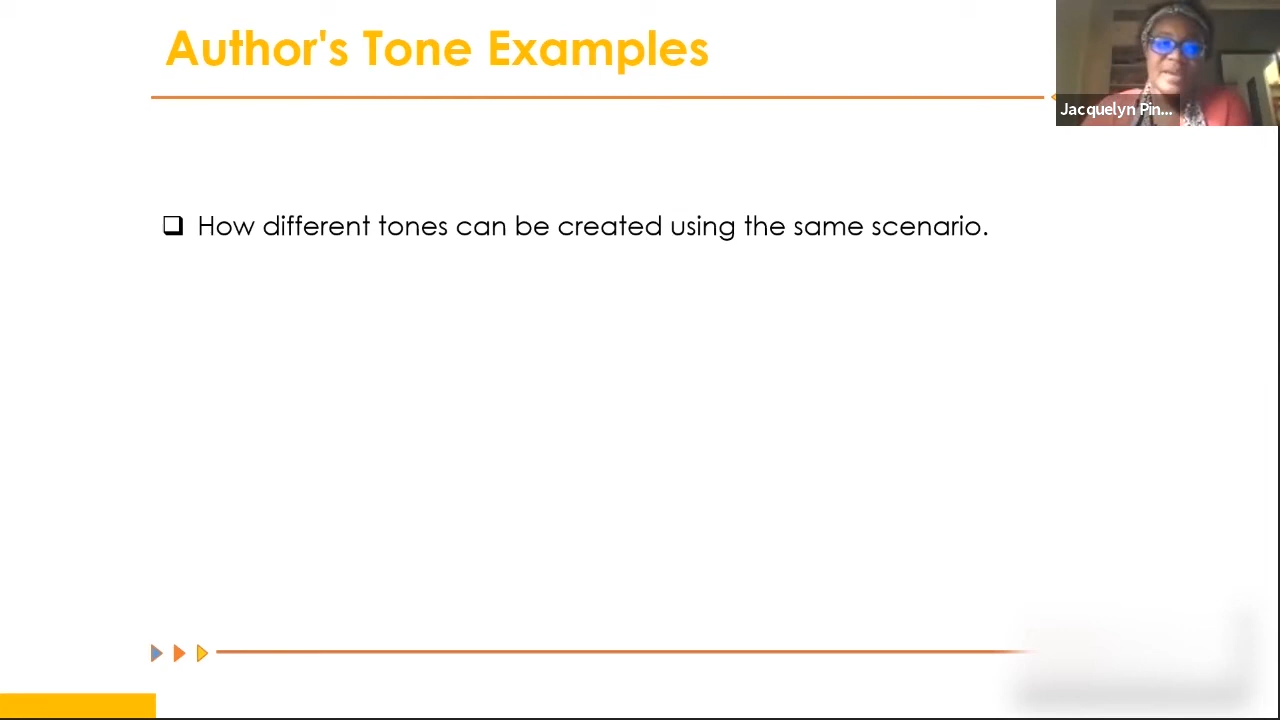 Author's Tone Examples
Jacquelyn Pin...
How different tones can be created using the same scenario.